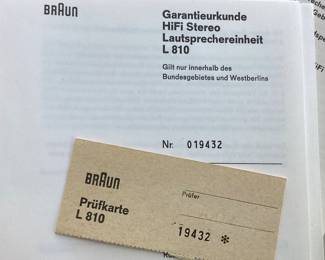 BRAUN
Garantieurkunde
HiFi Stereo
Lautsprechereinheit
L 810
Gilt nur innerhalb des
Bundesgebietes und Westberlins
Nr. 019432
BRAUN
Prüfkarte
L 810
Prüfer
19432 *